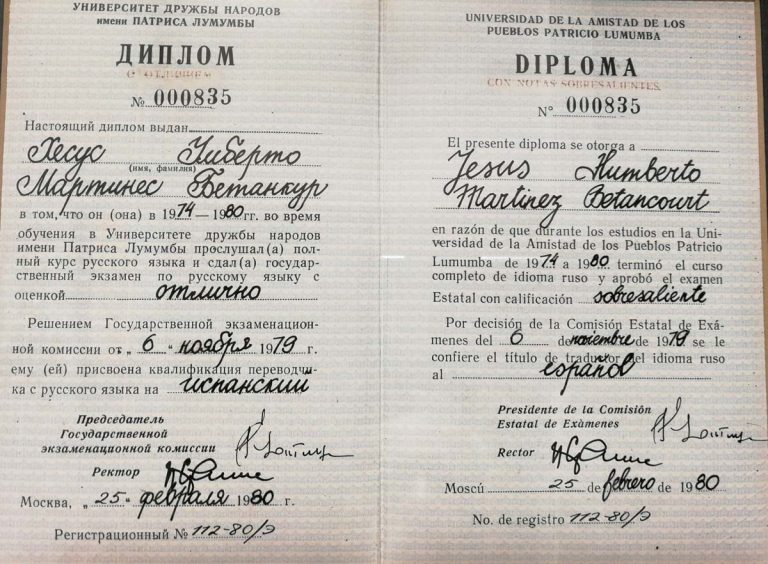 УНИВЕРСИТЕТ ДРУЖБЫ НАРОДОВ
имени ПАТРИСА ЛУМУМБЫ
ДИПЛОМ
С ОТЛИЧИЕМ
№ 000835
Настоящий диплом выдан
Хесус Умберто
(имя, фамилия)
Мартинес Бетанкур
в том, что он (она) в 1974—1980гг. во время
обучения в Университете дружбы народов
имени Патриса Лумумбы прослушал(а) пол-
ный курс русского языка и сдал(а) государ-
ственный экзамен по русскому языку с
оценкой отлично
Решением Государственной экзаменацион-
ной комиссии от „ 6 “ ноября 1979 г.
ему (ей) присвоена квалификация переводчи-
ка с русского языка на испанский
Председатель
Государственной
экзаменационной комиссии
Ректор
Москва, „ 25 “ февраля 1980 г.
Регистрационный № 112-80/Э
UNIVERSIDAD DE LA AMISTAD DE LOS
PUEBLOS PATRICIO LUMUMBA
DIPLOMA
CON NOTAS SOBRESALIENTES
N° 000835
El presente diploma se otorga a
Jesus Humberto
Martinez Betancourt
en razón de que durante los estudios en la Uni-
versidad de la Amistad de los Pueblos Patricio
Lumumba de 1974 a 1980 terminó el curso
completo de idioma ruso y aprobó el examen
Estatal con calificación sobresaliente
Por decisión de la Comisión Estatal de Exá-
menes del 6 de noviembre de 1979 se le
confiere el título de traductor del idioma ruso
al español
Presidente de la Comisión
Estatal de Exámenes
Rector
Moscú 25 de febrero de 1980
No. de registro 112-80/Э